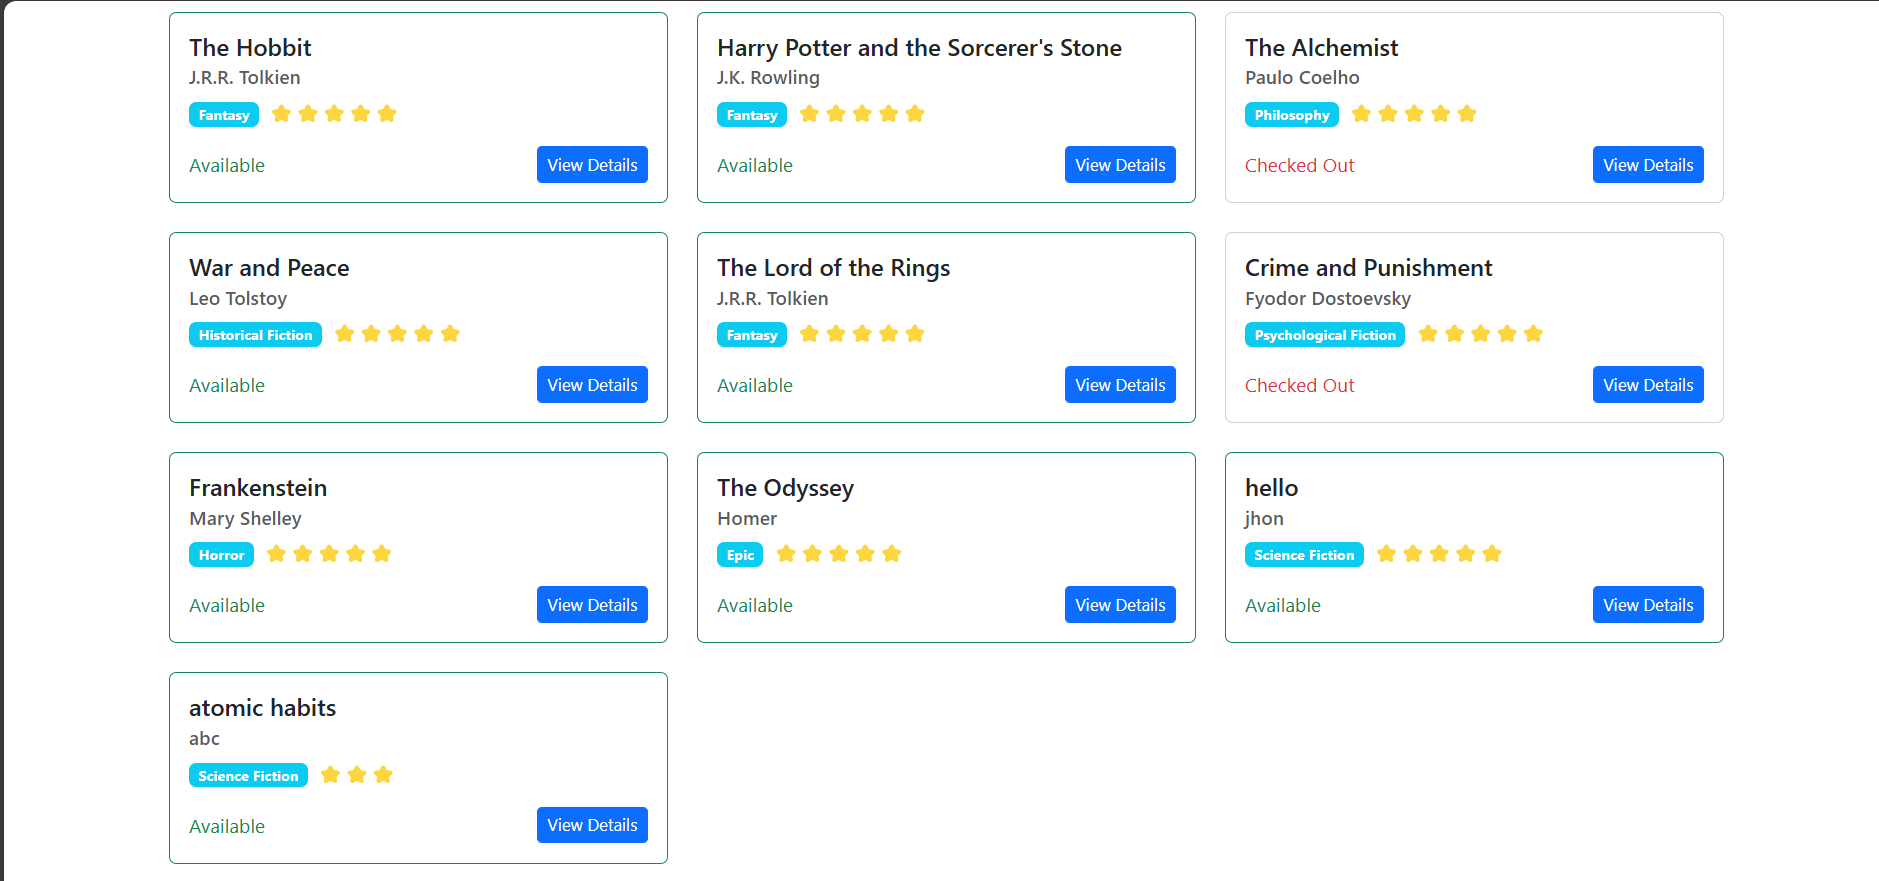 The Hobbit
J.R.R. Tolkien
Fantasy
Available
View Details
Harry Potter and the Sorcerer's Stone
J.K. Rowling
Fantasy
Available
View Details
The Alchemist
Paulo Coelho
Philosophy
Checked Out
View Details
War and Peace
Leo Tolstoy
Historical Fiction
Available
View Details
The Lord of the Rings
J.R.R. Tolkien
Fantasy
Available
View Details
Crime and Punishment
Fyodor Dostoevsky
Psychological Fiction
Checked Out
View Details
Frankenstein
Mary Shelley
Horror
Available
View Details
The Odyssey
Homer
Epic
Available
View Details
hello
jhon
Science Fiction
Available
View Details
atomic habits
abc
Science Fiction
Available
View Details